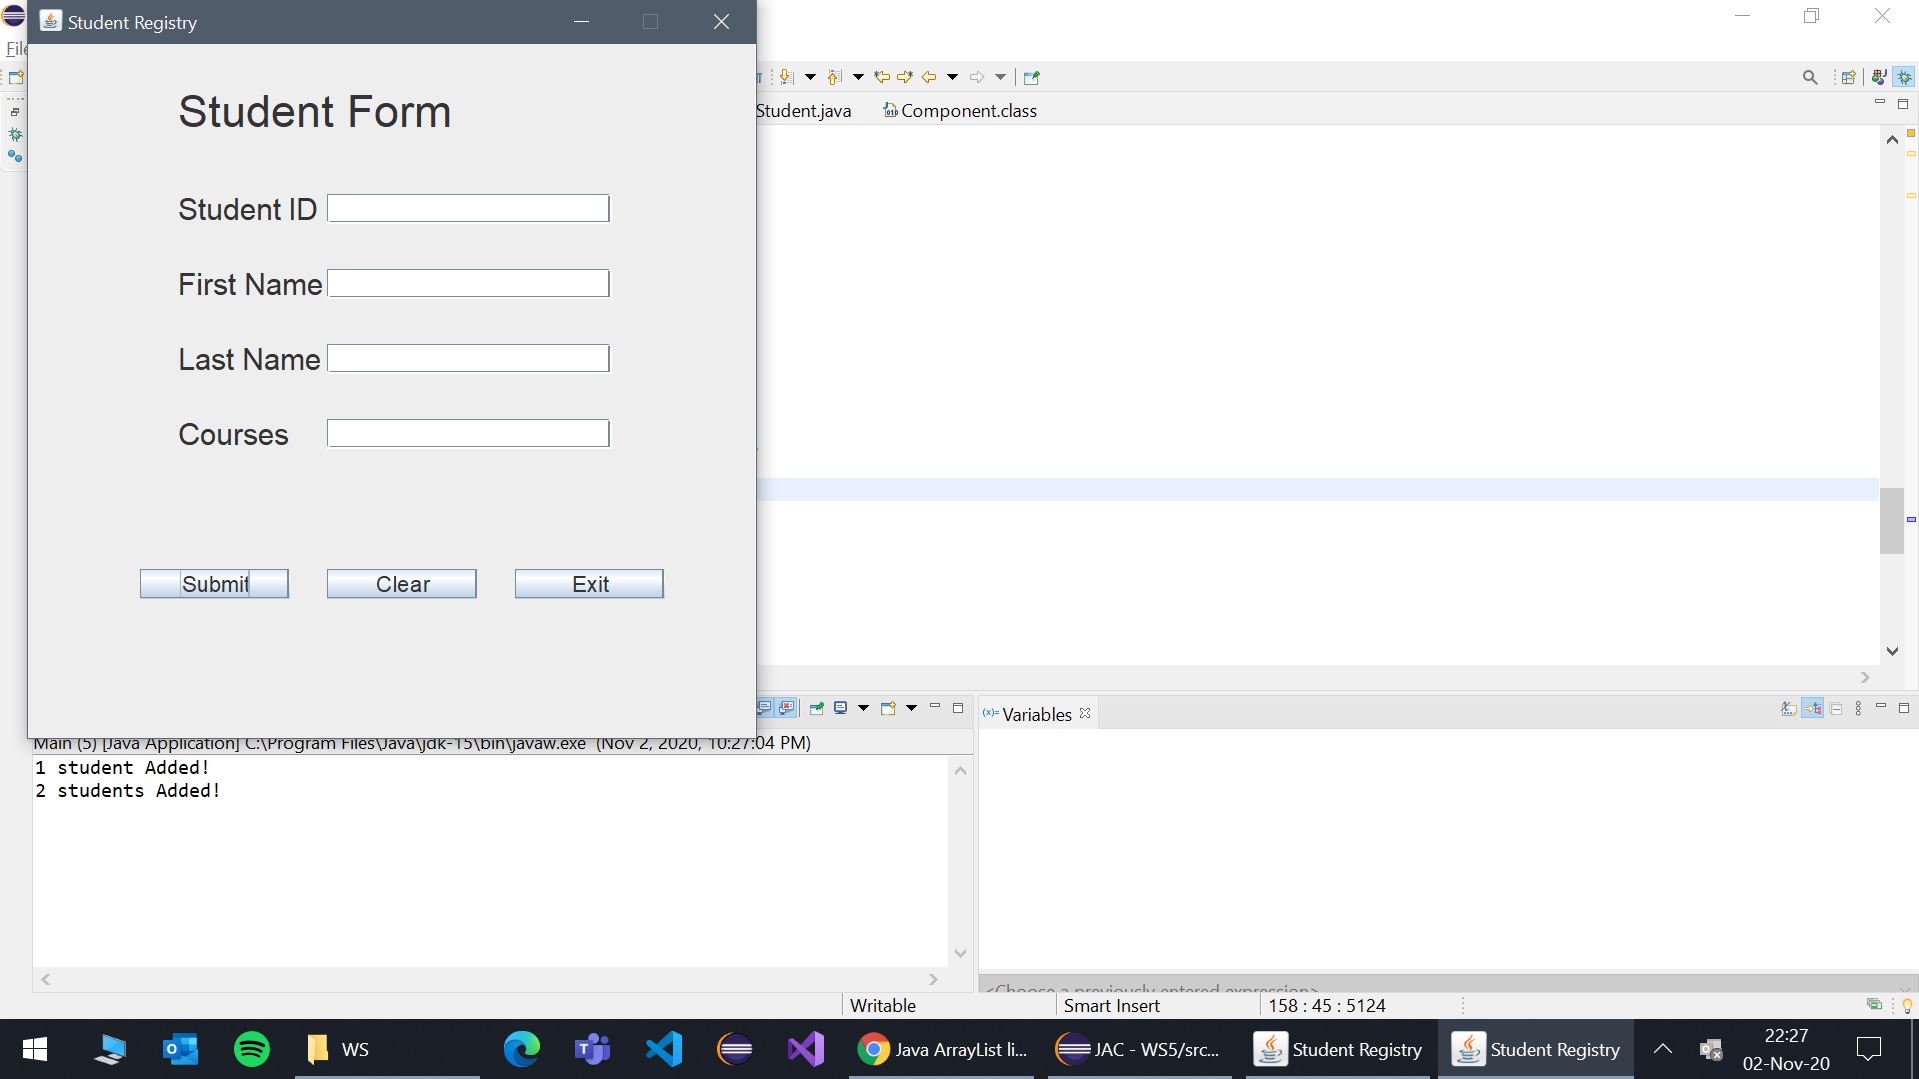 Student Registry
File
Student Form
Student.java
Component.class
Student ID
First Name
Last Name
Courses
Submit
Clear
Exit
(x)= Variables
Main (5) [Java Application] C:\Program Files\Java\jdk-15\bin\javaw.exe (Nov 2, 2020, 10:27:04 PM)
1 student Added!
2 students Added!
<Choose a previously entered expression>
Writable
Smart Insert
158 : 45 : 5124
WS
Java ArrayList li...
JAC - WS5/src...
Student Registry
Student Registry
22:27
02-Nov-20